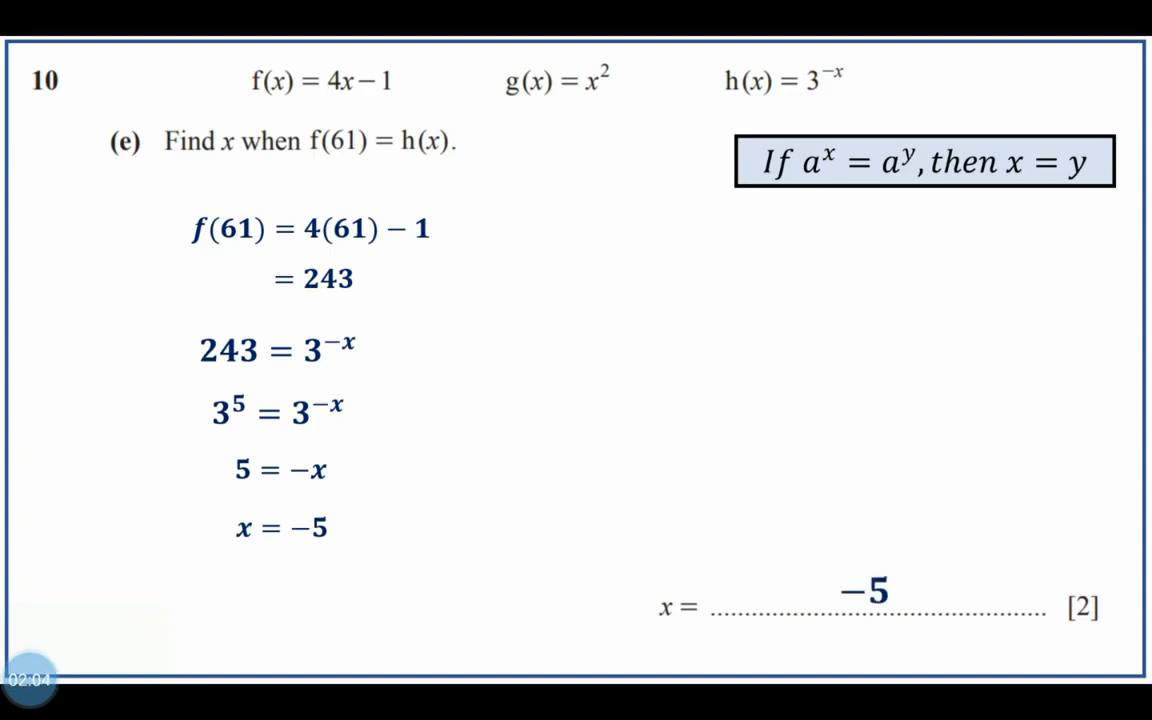 10 f(x) = 4x − 1 g(x) = x² h(x) = 3⁻ˣ
(e) Find x when f(61) = h(x).
If aˣ = aʸ, then x = y
f(61) = 4(61) − 1
= 243
243 = 3⁻ˣ
3⁵ = 3⁻ˣ
5 = −x
x = −5
−5
x = .................................................. [2]
02:04